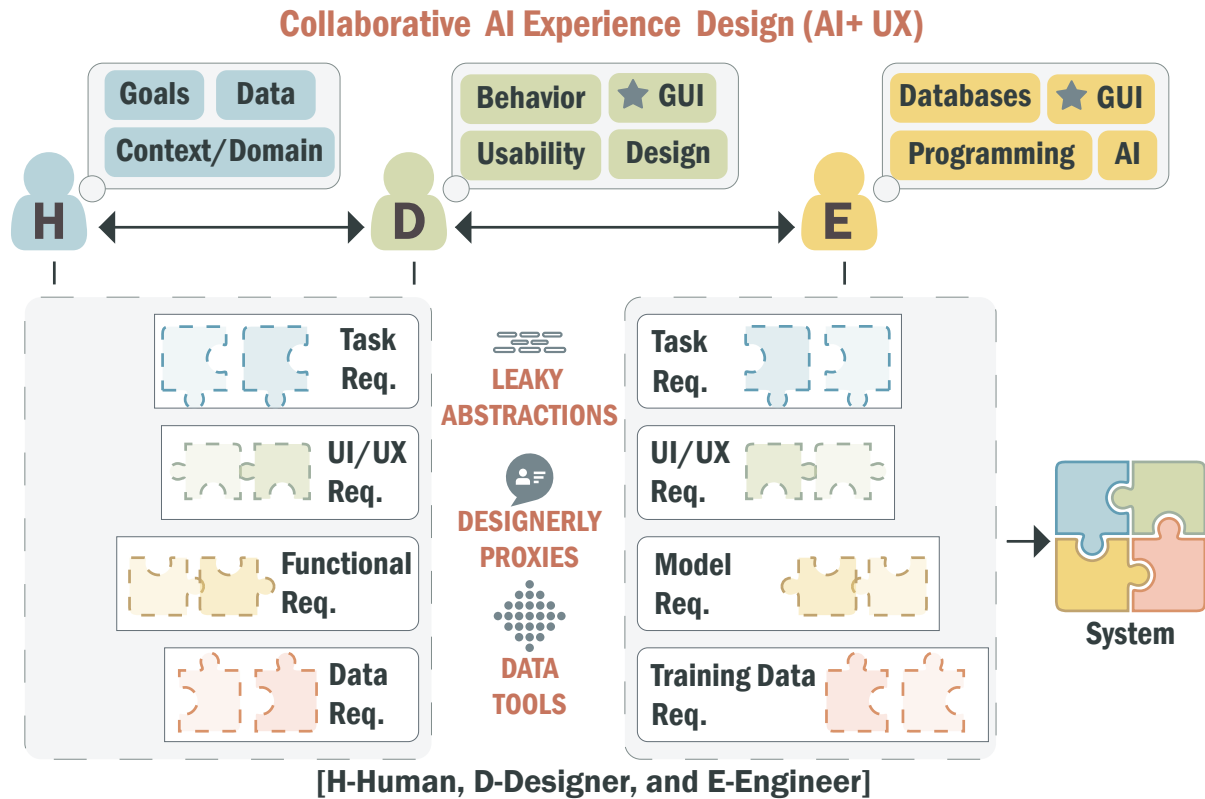 Collaborative AI Experience Design (AI+ UX)
Goals
Data
Context/Domain
Behavior
GUI
Usability
Design
Databases
GUI
Programming
AI
H
D
E
Task
Req.
UI/UX
Req.
Functional
Req.
Data
Req.
LEAKY
ABSTRACTIONS
DESIGNERLY
PROXIES
DATA
TOOLS
Task
Req.
UI/UX
Req.
Model
Req.
Training Data
Req.
System
[H-Human, D-Designer, and E-Engineer]